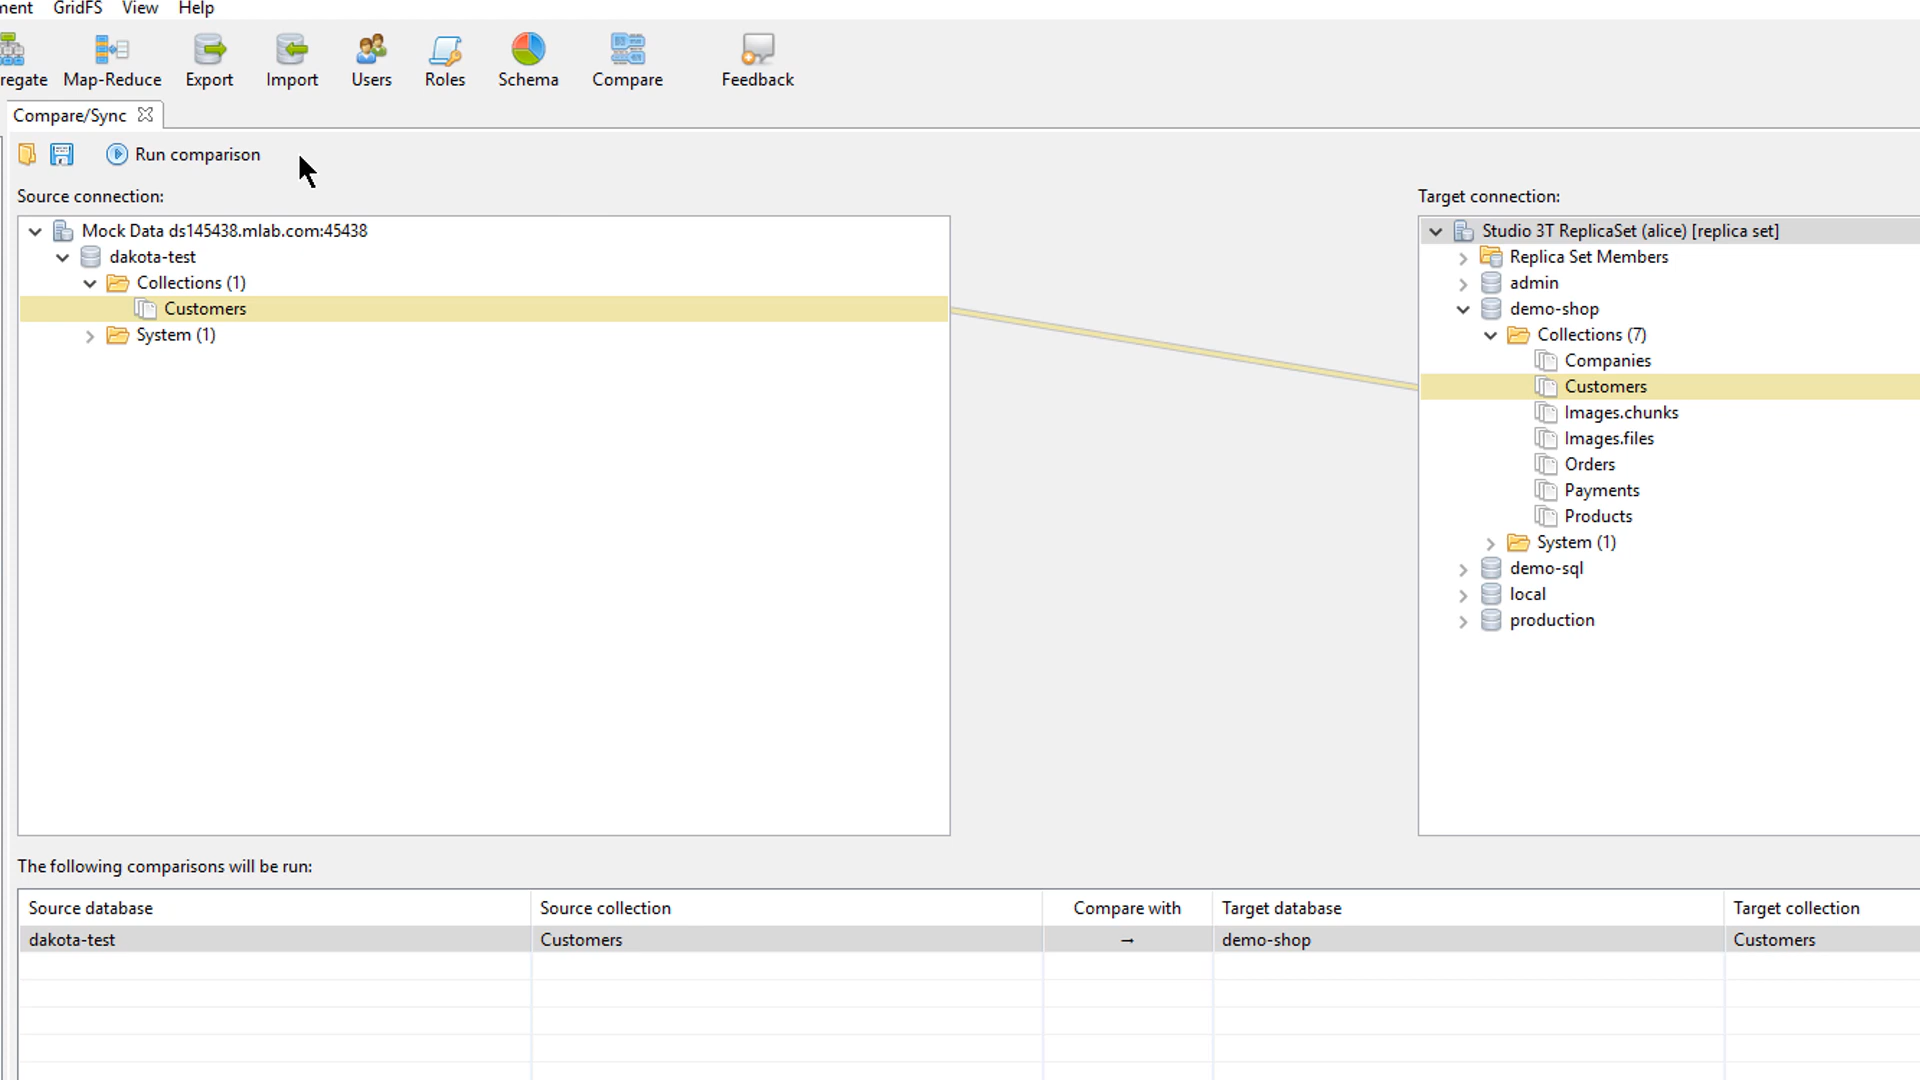 ment GridFS View Help
regate Map-Reduce Export Import Users Roles Schema Compare Feedback
Compare/Sync
Run comparison
Source connection:
Target connection:
Mock Data ds145438.mlab.com:45438
dakota-test
Collections (1)
Customers
System (1)
Studio 3T ReplicaSet (alice) [replica set]
Replica Set Members
admin
demo-shop
Collections (7)
Companies
Customers
Images.chunks
Images.files
Orders
Payments
Products
System (1)
demo-sql
local
production
The following comparisons will be run:
Source database Source collection Compare with Target database Target collection
dakota-test Customers → demo-shop Customers